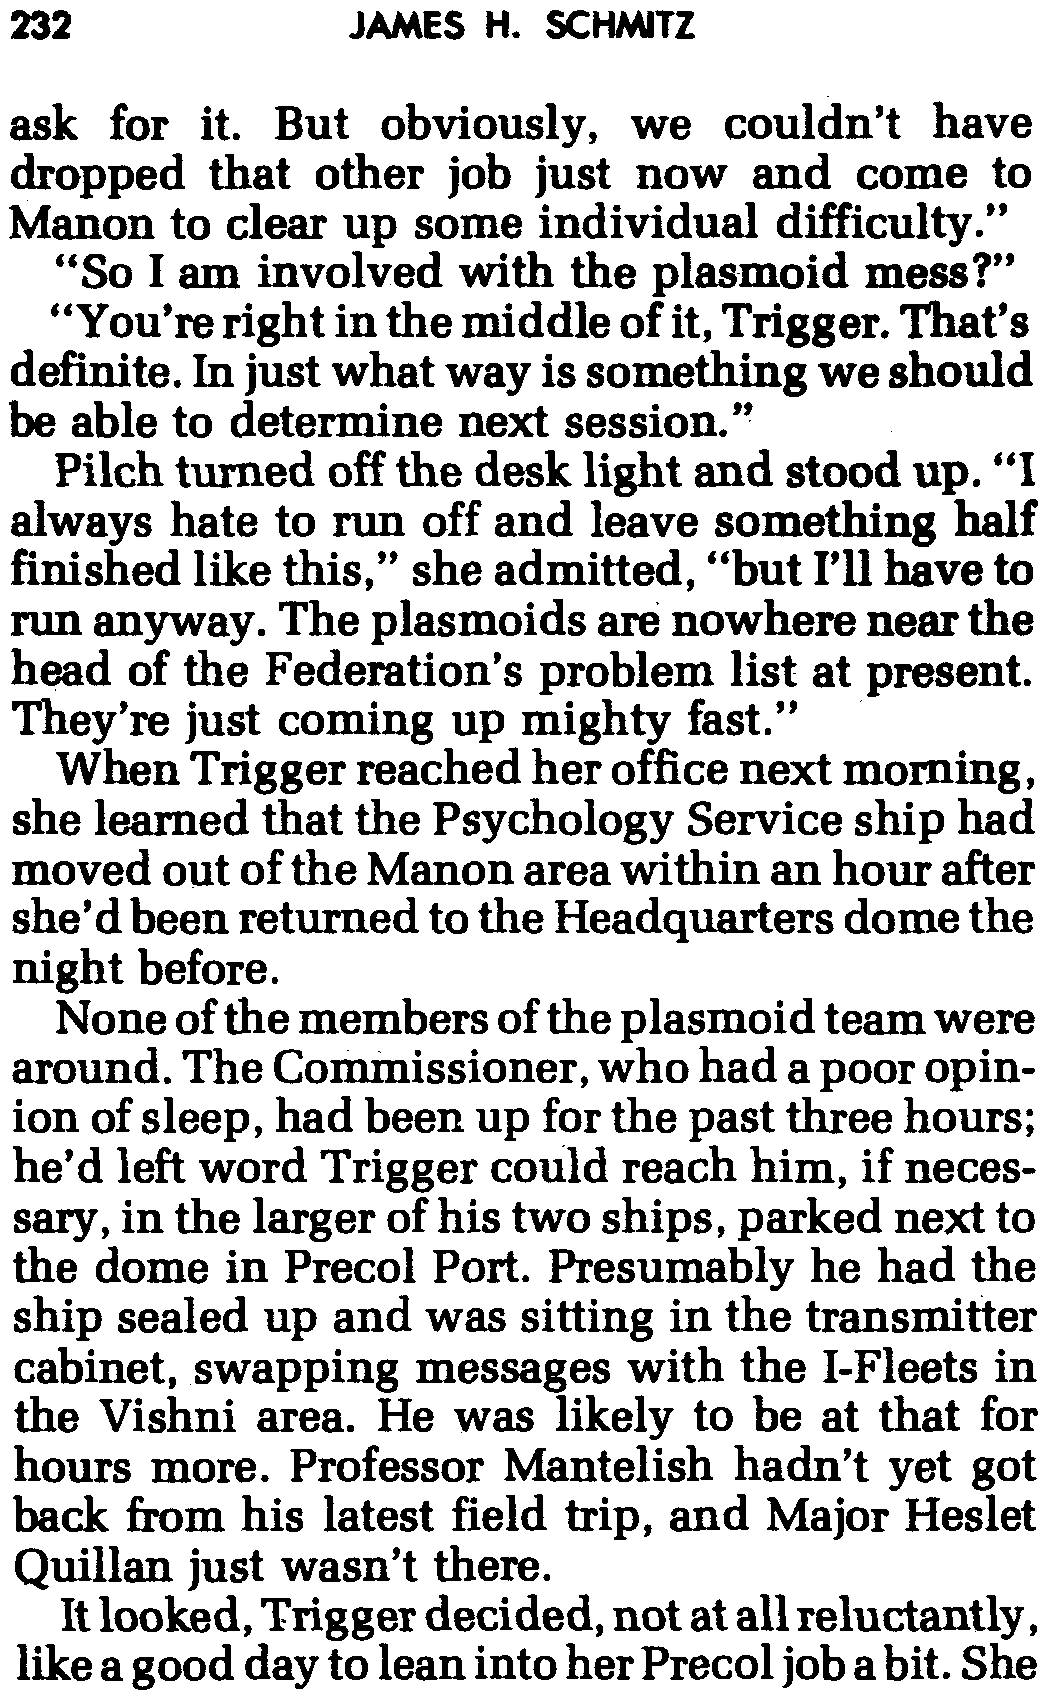 232 JAMES H. SCHMITZ
ask for it. But obviously, we couldn't have
dropped that other job just now and come to
Manon to clear up some individual difficulty."
"So I am involved with the plasmoid mess?"
"You're right in the middle of it, Trigger. That's
definite. In just what way is something we should
be able to determine next session."
Pilch turned off the desk light and stood up. "I
always hate to run off and leave something half
finished like this," she admitted, "but I'll have to
run anyway. The plasmoids are nowhere near the
head of the Federation's problem list at present.
They're just coming up mighty fast."
When Trigger reached her office next morning,
she learned that the Psychology Service ship had
moved out of the Manon area within an hour after
she'd been returned to the Headquarters dome the
night before.
None of the members of the plasmoid team were
around. The Commissioner, who had a poor opin-
ion of sleep, had been up for the past three hours;
he'd left word Trigger could reach him, if neces-
sary, in the larger of his two ships, parked next to
the dome in Precol Port. Presumably he had the
ship sealed up and was sitting in the transmitter
cabinet, swapping messages with the I-Fleets in
the Vishni area. He was likely to be at that for
hours more. Professor Mantelish hadn't yet got
back from his latest field trip, and Major Heslet
Quillan just wasn't there.
It looked, Trigger decided, not at all reluctantly,
like a good day to lean into her Precol job a bit. She